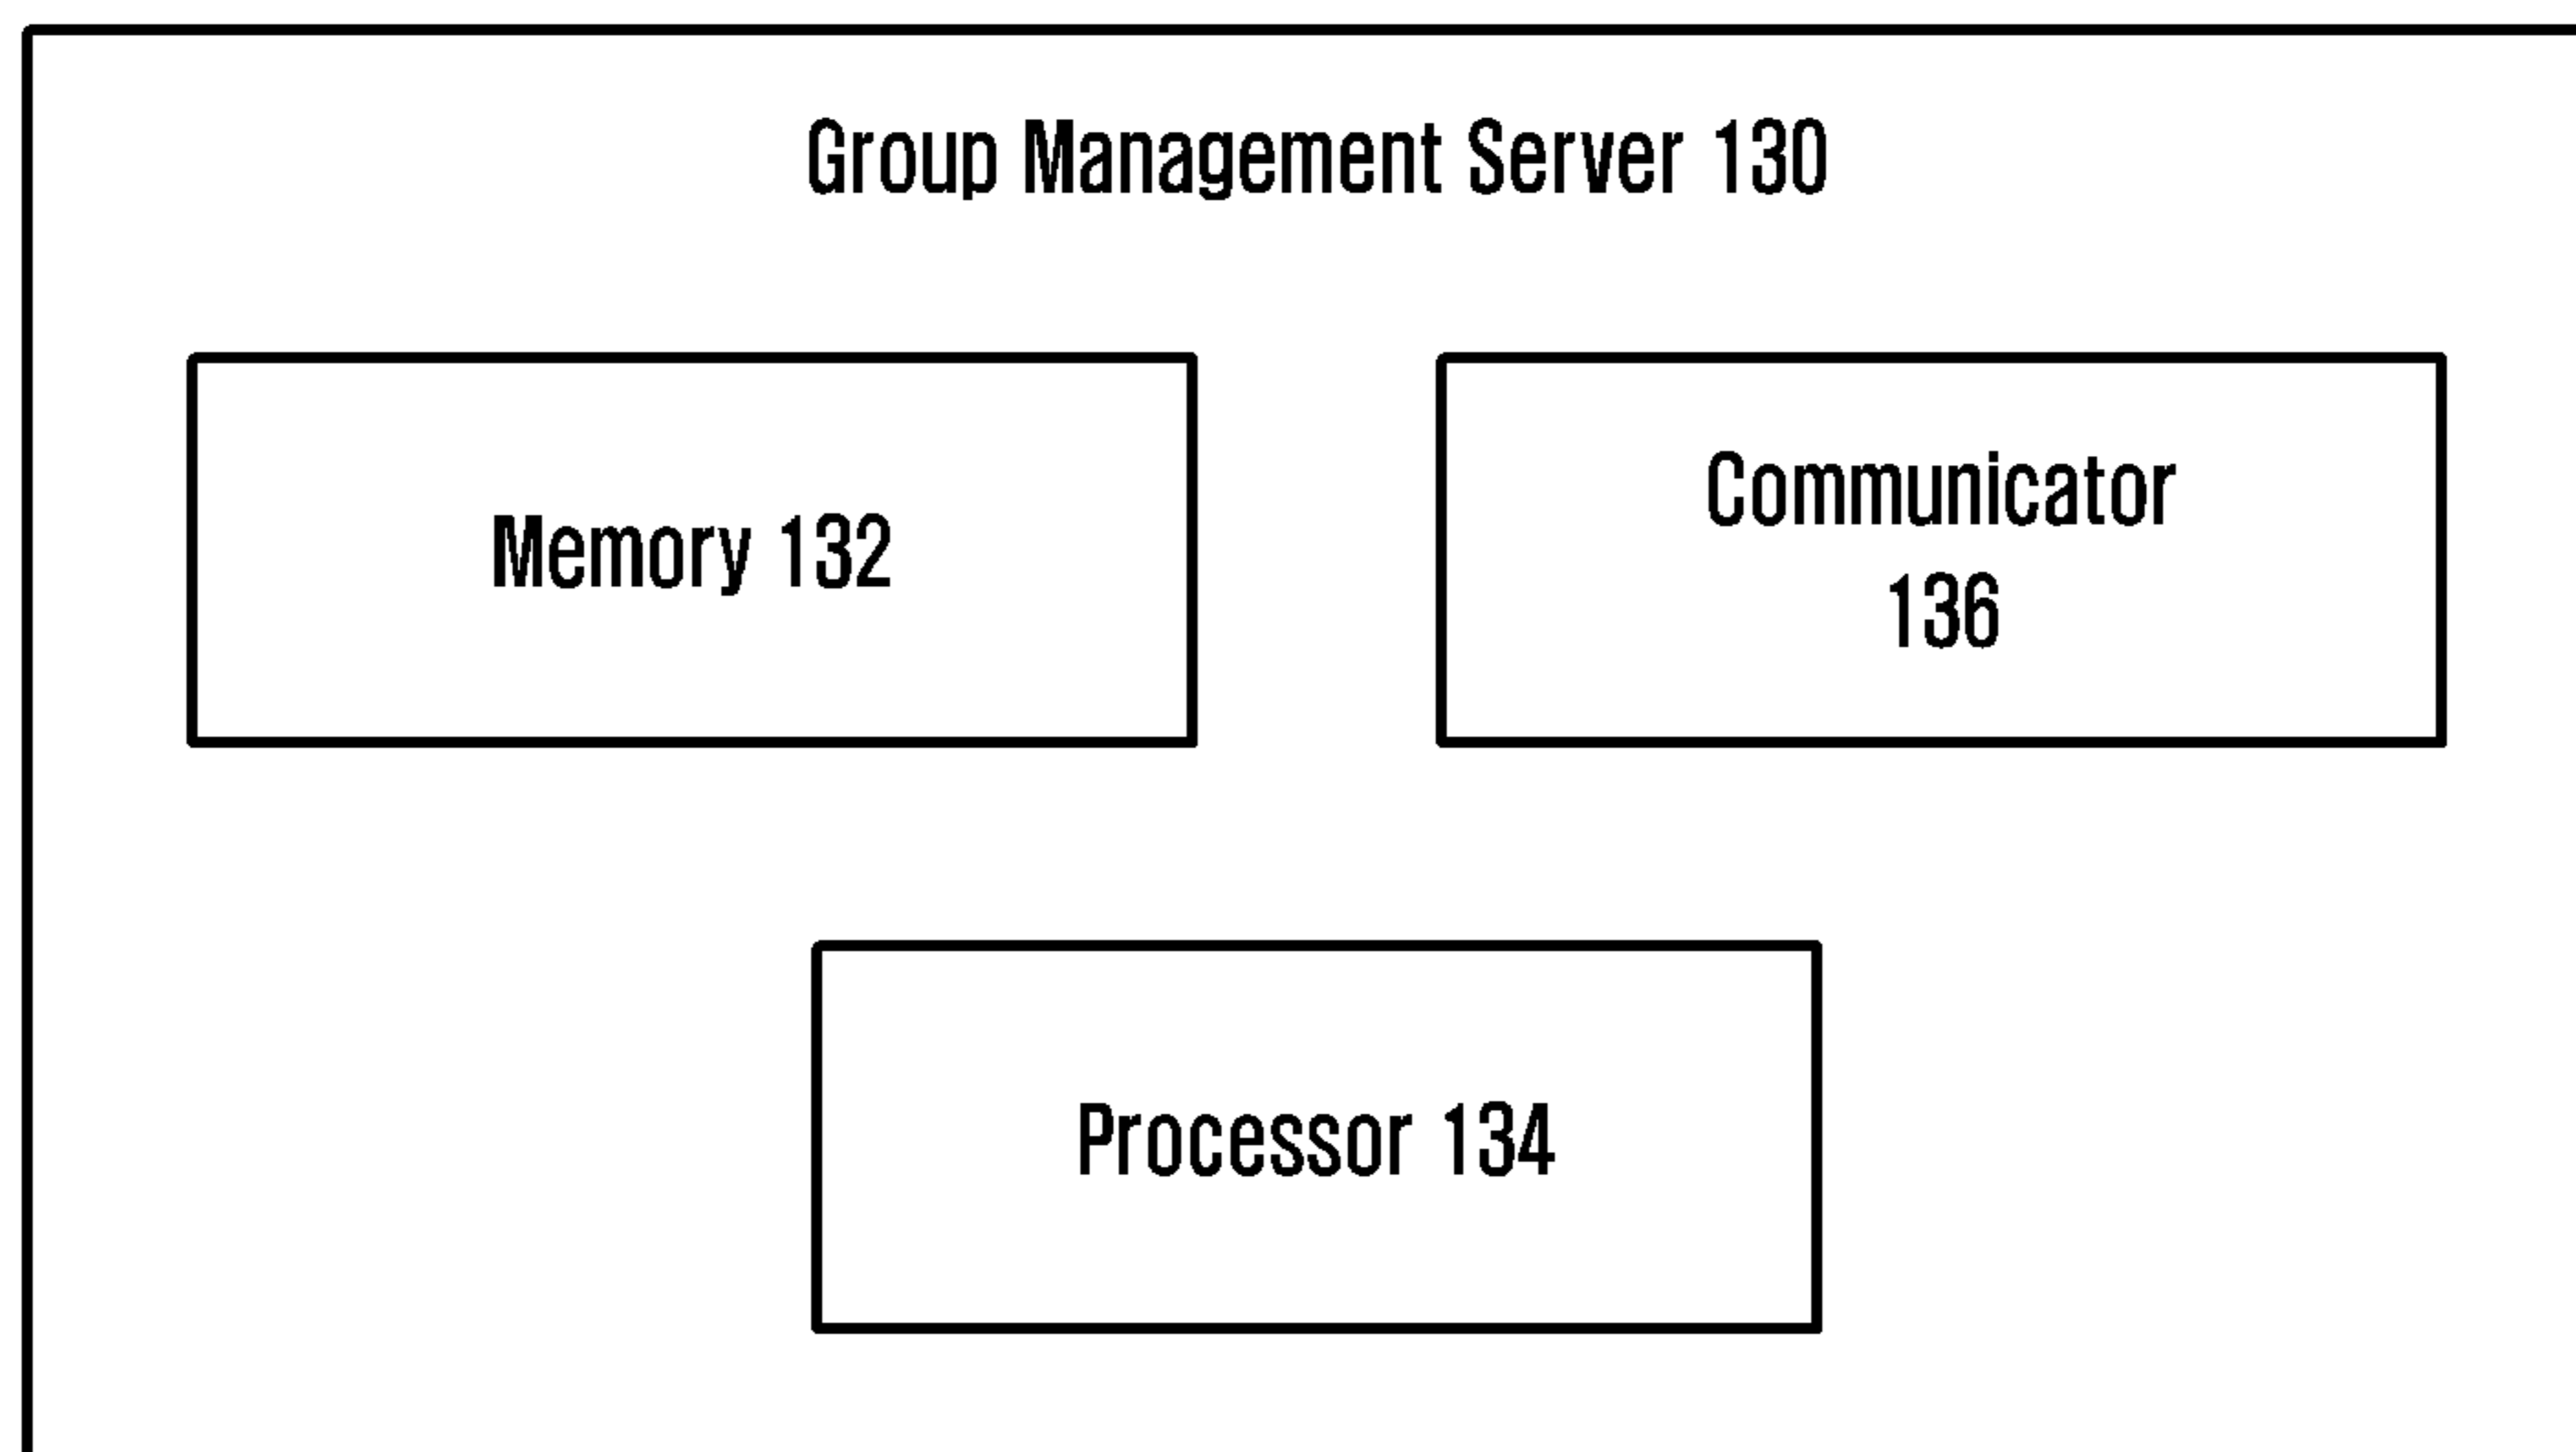 Group Management Server 130
Memory 132
Communicator
136
Processor 134